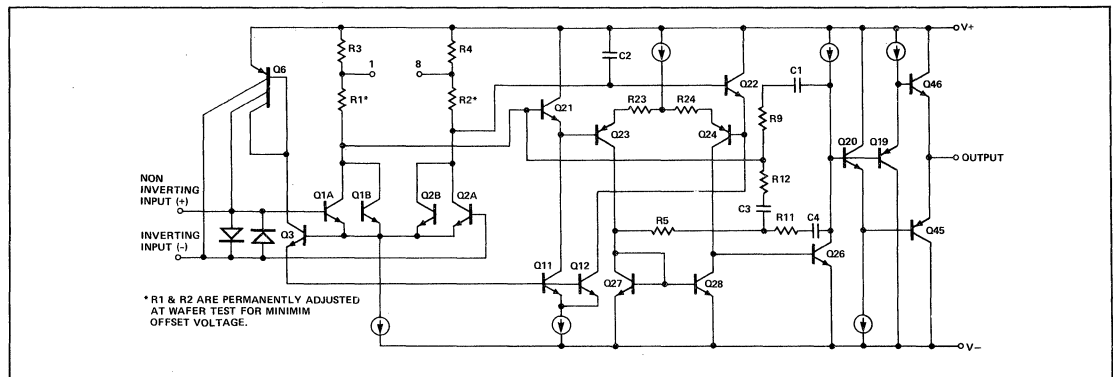 V+
R3
R4
Q6
1
8
C2
Q22
C1
Q46
R1*
R2*
Q21
R23
R24
R9
Q23
Q24
Q20
Q19
OUTPUT
R12
NON
INVERTING
INPUT (+)
Q1A
Q1B
Q2B
Q2A
C3
INVERTING
INPUT (-)
Q3
R5
R11
C4
Q45
Q11
Q12
Q27
Q28
Q26
* R1 & R2 ARE PERMANENTLY ADJUSTED
AT WAFER TEST FOR MINIMIM
OFFSET VOLTAGE.
V-